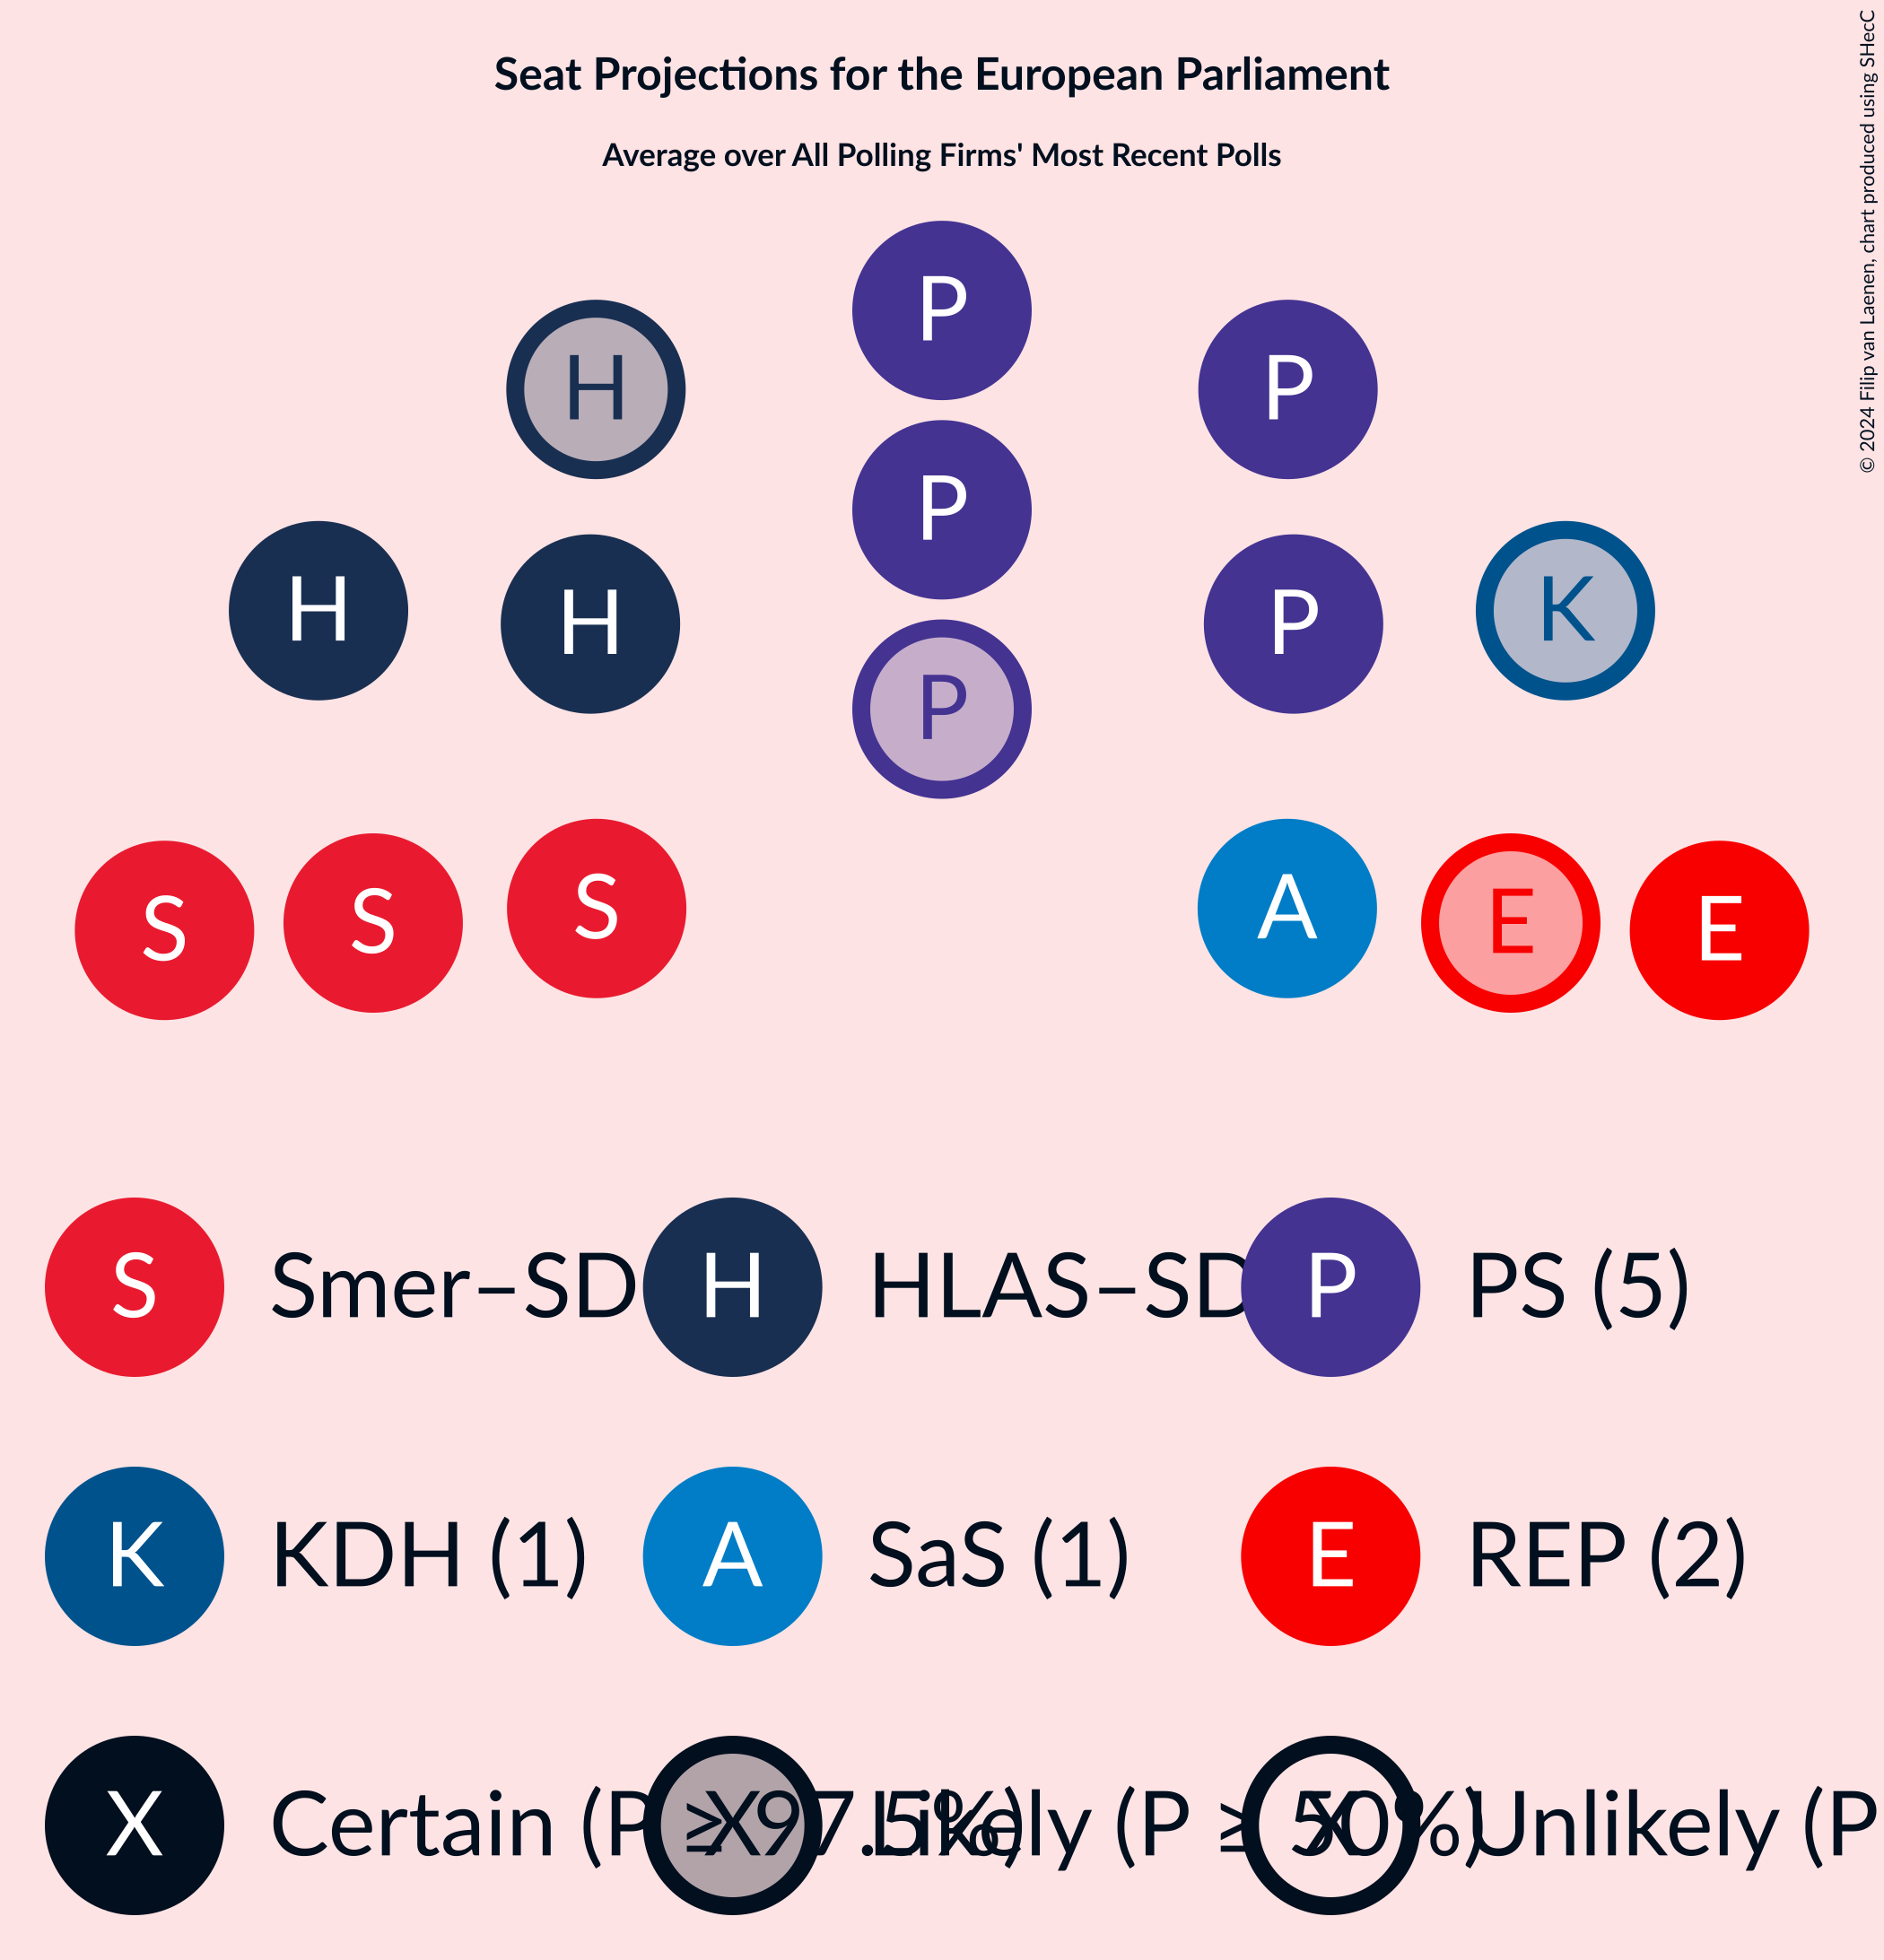 Seat Projections for the European Parliament
Average over All Polling Firms' Most Recent Polls
© 2024 Filip van Laenen, chart produced using SHecC
P
H P
P
H H P K
P
S S S A E E
S Smer–SD H HLAS–SD P PS (5)
K KDH (1) A SaS (1) E REP (2)
X Certain (P ≥ 97.5%) X Likely (P ≥ 50%) X Unlikely (P